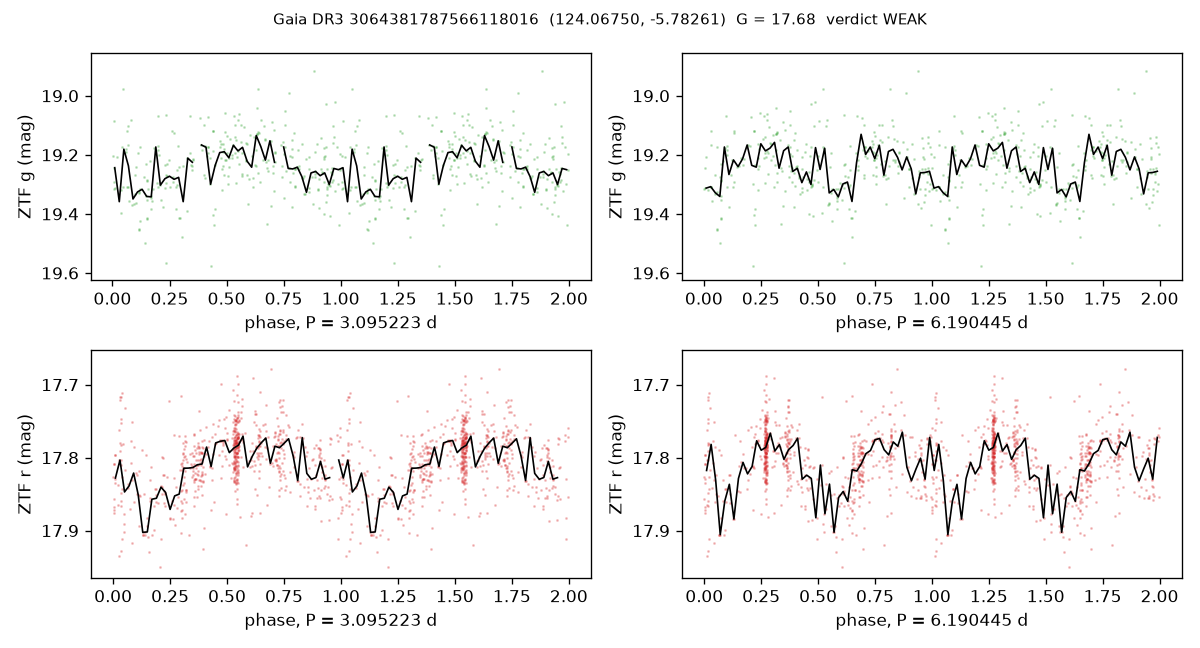 Gaia DR3 3064381787566118016 (124.06750, -5.78261) G = 17.68 verdict WEAK
ZTF g (mag)
19.0
19.2
19.4
19.6
0.00 0.25 0.50 0.75 1.00 1.25 1.50 1.75 2.00
phase, P = 3.095223 d
ZTF g (mag)
19.0
19.2
19.4
19.6
0.00 0.25 0.50 0.75 1.00 1.25 1.50 1.75 2.00
phase, P = 6.190445 d
ZTF r (mag)
17.7
17.8
17.9
0.00 0.25 0.50 0.75 1.00 1.25 1.50 1.75 2.00
phase, P = 3.095223 d
ZTF r (mag)
17.7
17.8
17.9
0.00 0.25 0.50 0.75 1.00 1.25 1.50 1.75 2.00
phase, P = 6.190445 d